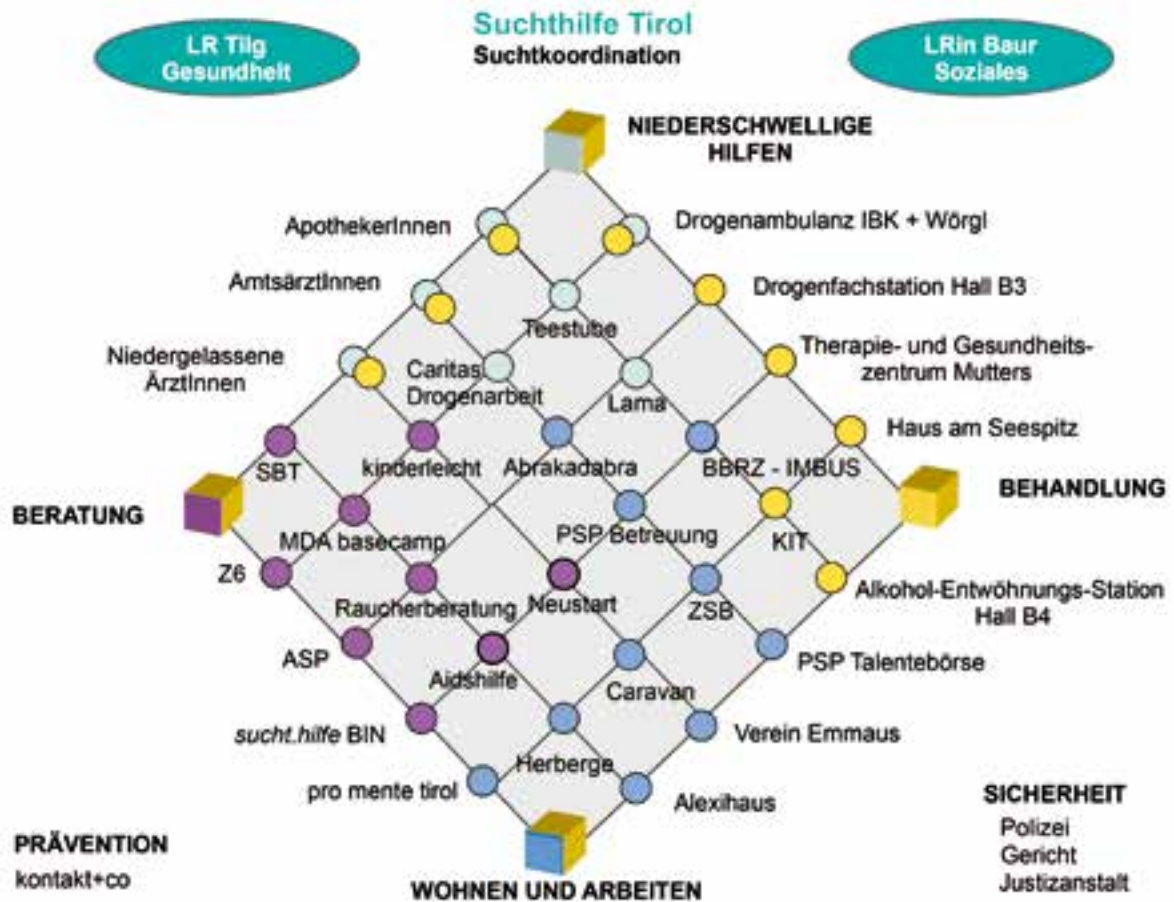 LR Tilg
Gesundheit
Suchthilfe Tirol
Suchtkoordination
LRin Baur
Soziales
NIEDERSCHWELLIGE
HILFEN
ApothekerInnen
Drogenambulanz IBK + Wörgl
AmtsärztInnen
Drogenfachstation Hall B3
Teestube
Niedergelassene
ÄrztInnen
Caritas
Drogenarbeit
Lama
Therapie- und Gesundheits-
zentrum Mutters
Haus am Seespitz
SBT
kinderleicht
Abrakadabra
BBRZ - IMBUS
BERATUNG
BEHANDLUNG
MDA basecamp
PSP Betreuung
KIT
Z6
Raucherberatung
Neustart
ZSB
Alkohol-Entwöhnungs-Station
Hall B4
ASP
Aidshilfe
Caravan
PSP Talentebörse
sucht.hilfe BIN
Herberge
Verein Emmaus
pro mente tirol
Alexihaus
PRÄVENTION
kontakt+co
WOHNEN UND ARBEITEN
SICHERHEIT
Polizei
Gericht
Justizanstalt